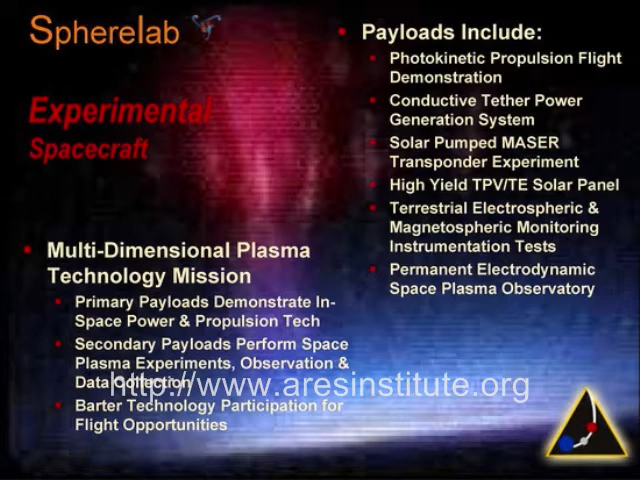 Spherelab
Experimental
Spacecraft
Multi-Dimensional Plasma
Technology Mission
Primary Payloads Demonstrate In-
Space Power & Propulsion Tech
Secondary Payloads Perform Space
Plasma Experiments, Observation &
Data Collection
Barter Technology Participation for
Flight Opportunities
Payloads Include:
Photokinetic Propulsion Flight
Demonstration
Conductive Tether Power
Generation System
Solar Pumped MASER
Transponder Experiment
High Yield TPV/TE Solar Panel
Terrestrial Electrospheric &
Magnetospheric Monitoring
Instrumentation Tests
Permanent Electrodynamic
Space Plasma Observatory
http://www.aresinstitute.org